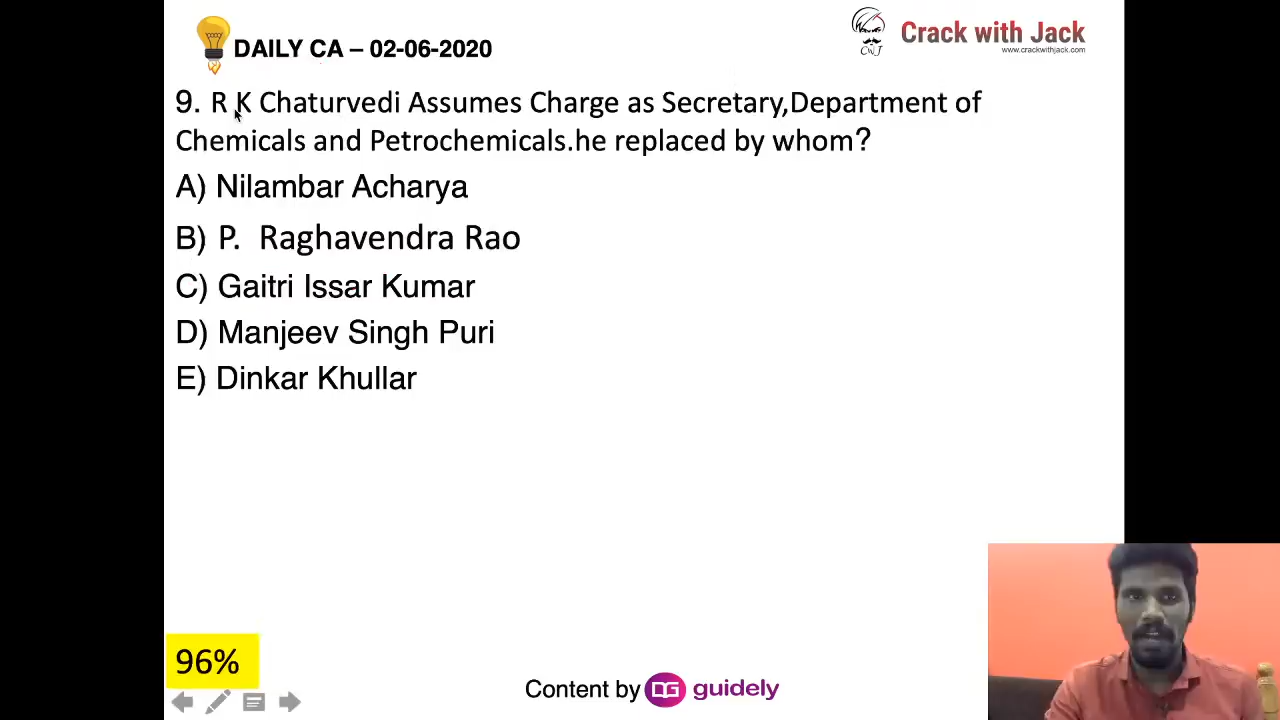 DAILY CA – 02-06-2020
Crack with Jack
www.crackwithjack.com
CWJ
9. R K Chaturvedi Assumes Charge as Secretary,Department of
Chemicals and Petrochemicals.he replaced by whom?
A) Nilambar Acharya
B) P. Raghavendra Rao
C) Gaitri Issar Kumar
D) Manjeev Singh Puri
E) Dinkar Khullar
96%
Content by DG guidely